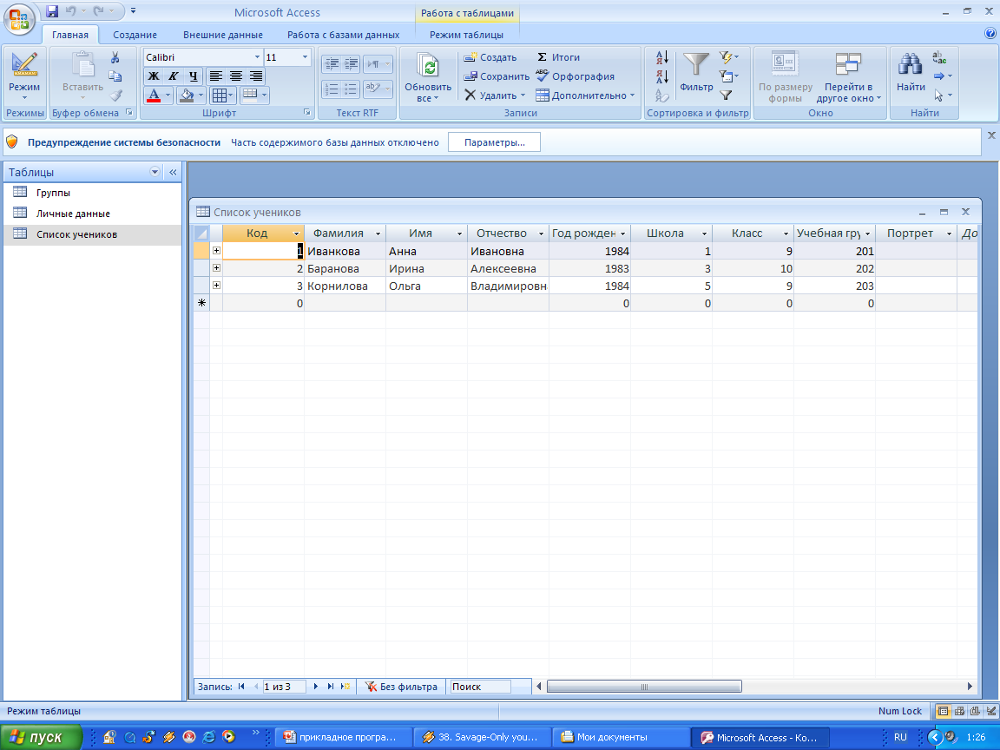 Microsoft Access
Работа с таблицами
Главная Создание Внешние данные Работа с базами данных Режим таблицы
Calibri 11
Режим
Вставить
Ж К Ч
Обновить все
Создать
Сохранить
Удалить
Итоги
Орфография
Дополнительно
Фильтр
По размеру формы
Перейти в другое окно
Найти
Режимы Буфер обмена Шрифт Текст RTF Записи Сортировка и фильтр Окно Найти
Предупреждение системы безопасности Часть содержимого базы данных отключено Параметры...
Таблицы
Группы
Личные данные
Список учеников
Список учеников
Код Фамилия Имя Отчество Год рожден Школа Класс Учебная гру Портрет До
1 Иванкова Анна Ивановна 1984 1 9 201
2 Баранова Ирина Алексеевна 1983 3 10 202
3 Корнилова Ольга Владимировн 1984 5 9 203
0 0 0 0 0
Запись: 1 из 3 Без фильтра Поиск
Режим таблицы Num Lock
пуск прикладное програ... 38. Savage-Only you... Мои документы Microsoft Access - Ко... RU 1:26